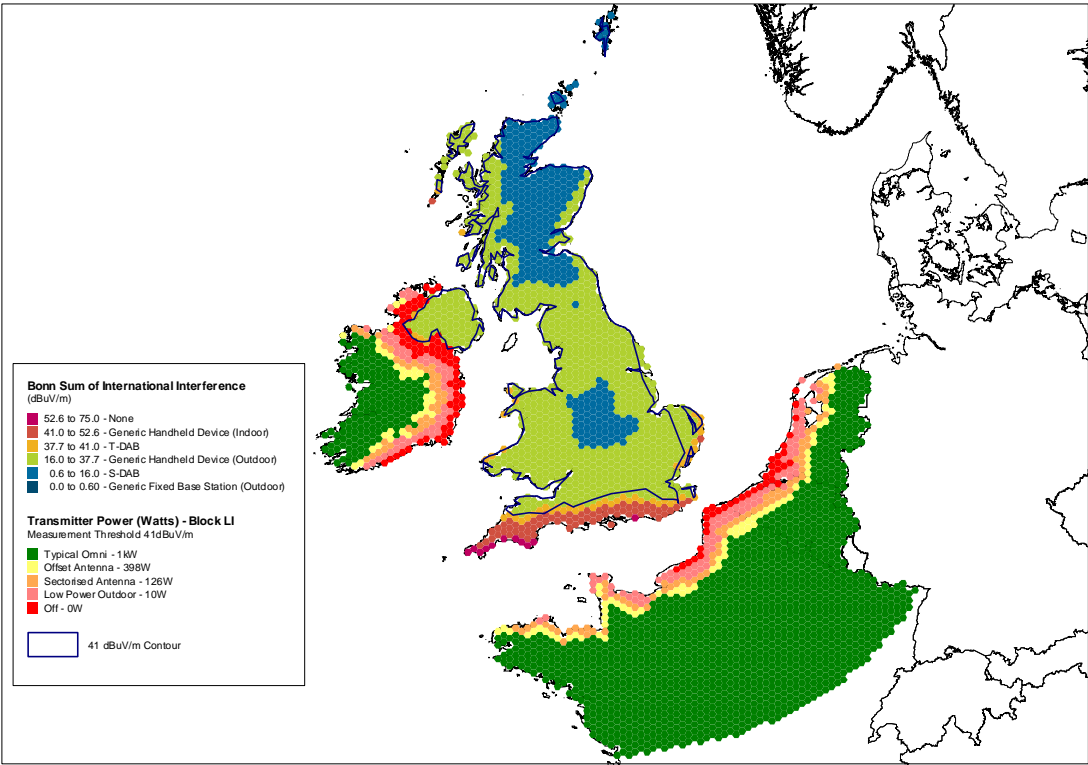 Bonn Sum of International Interference
(dBuV/m)
52.6 to 75.0 - None
41.0 to 52.6 - Generic Handheld Device (Indoor)
37.7 to 41.0 - T-DAB
16.0 to 37.7 - Generic Handheld Device (Outdoor)
0.6 to 16.0 - S-DAB
0.0 to 0.60 - Generic Fixed Base Station (Outdoor)
Transmitter Power (Watts) - Block LI
Measurement Threshold 41dBuV/m
Typical Omni - 1kW
Offset Antenna - 398W
Sectorised Antenna - 126W
Low Power Outdoor - 10W
Off - 0W
41 dBuV/m Contour